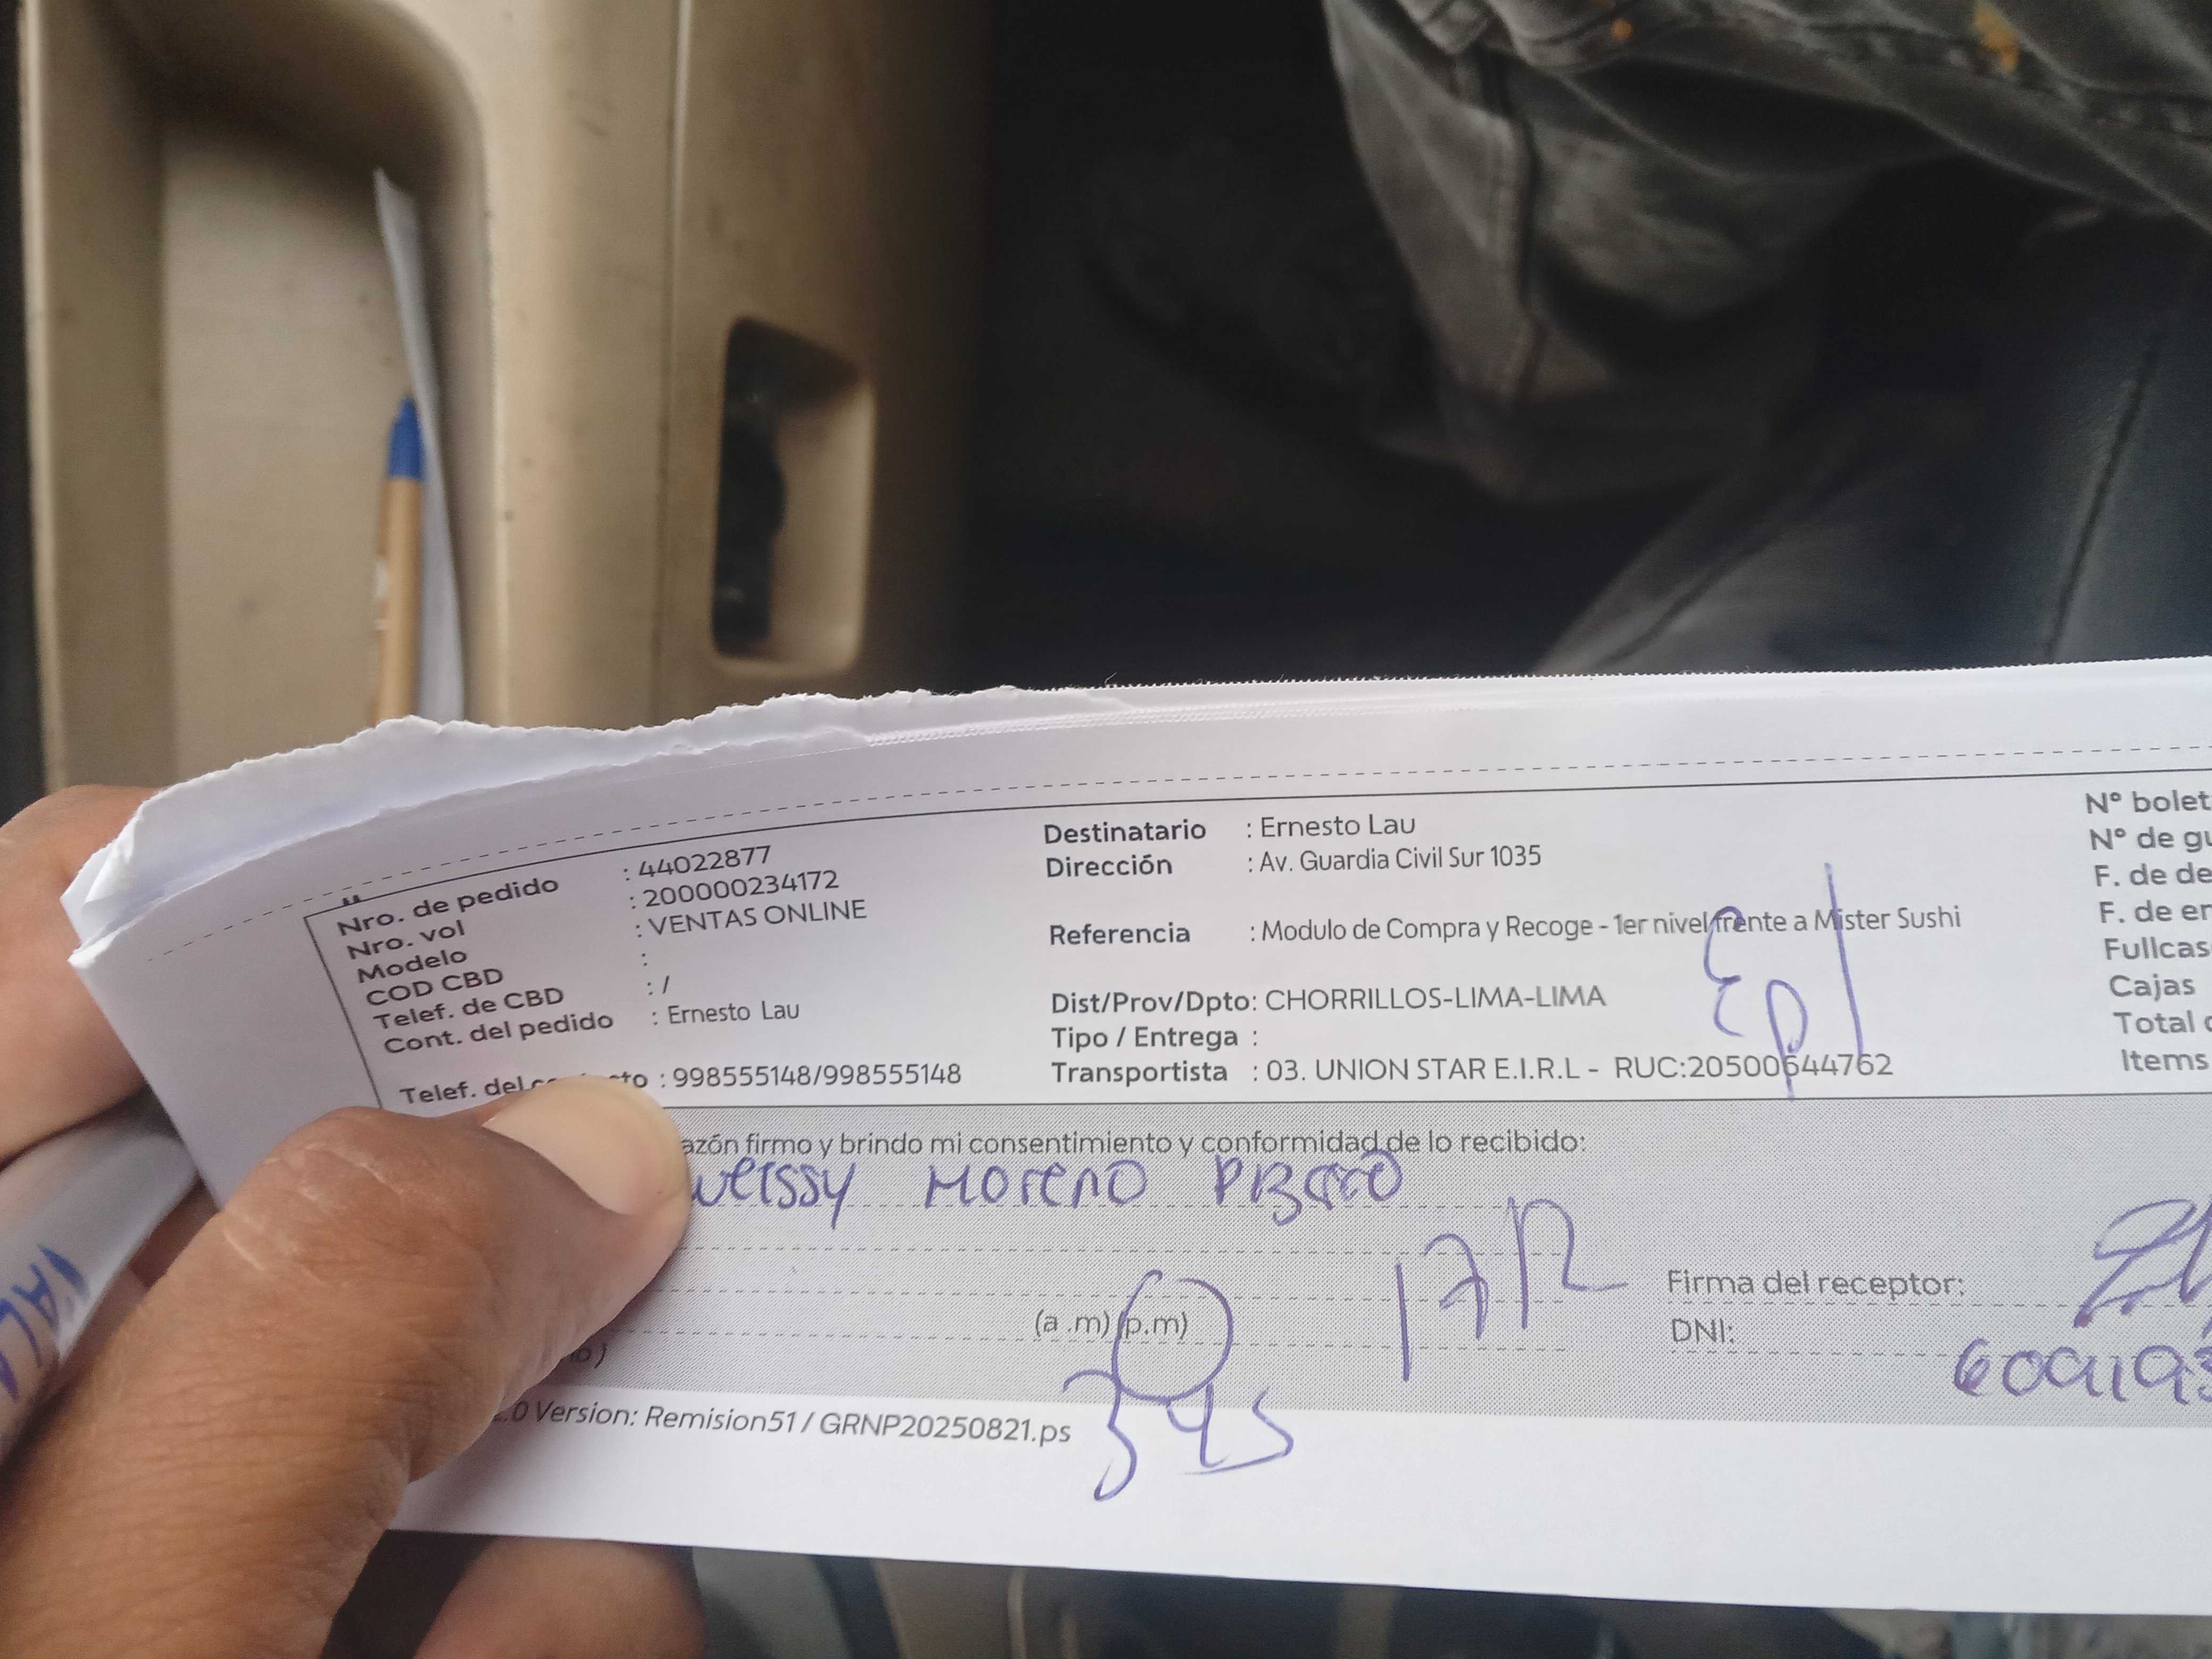 Nro. de pedido : 44022877
Nro. vol : 200000234172
Modelo : VENTAS ONLINE
COD CBD :
Telef. de CBD : /
Cont. del pedido : Ernesto Lau
Telef. del to : 998555148/998555148
Destinatario : Ernesto Lau
Dirección : Av. Guardia Civil Sur 1035
Referencia : Modulo de Compra y Recoge - 1er nivel frente a Mister Sushi
Dist/Prov/Dpto: CHORRILLOS-LIMA-LIMA
Tipo / Entrega :
Transportista : 03. UNION STAR E.I.R.L - RUC:20500644762
N° bolet
N° de gu
F. de de
F. de en
Fullcas
Cajas
Total
Items
azón firmo y brindo mi consentimiento y conformidad de lo recibido:
Moreno
(a .m) (p.m)
345
Firma del receptor:
DNI:
.0 Version: Remision51 / GRNP20250821.ps